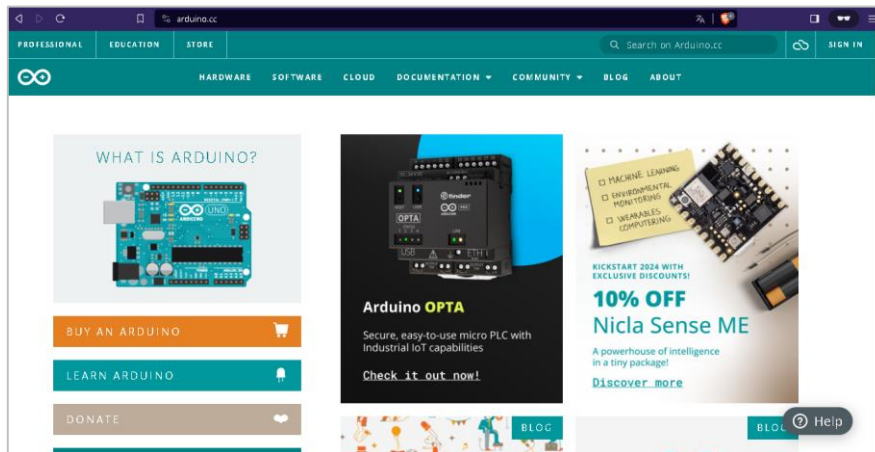 arduino.cc
PROFESSIONAL EDUCATION STORE
Search on Arduino.cc
SIGN IN
HARDWARE SOFTWARE CLOUD DOCUMENTATION COMMUNITY BLOG ABOUT
WHAT IS ARDUINO?
UNO
BUY AN ARDUINO
LEARN ARDUINO
DONATE
finder
PRO
OPTA
USB
ETH
Arduino OPTA
Secure, easy-to-use micro PLC with
Industrial IoT capabilities
Check it out now!
MACHINE LEARNING
ENVIRONMENTAL
MONITORING
WEARABLES
COMPUTERING
KICKSTART 2024 WITH
EXCLUSIVE DISCOUNTS!
10% OFF
Nicla Sense ME
A powerhouse of intelligence
in a tiny package!
Discover more
BLOG
Help